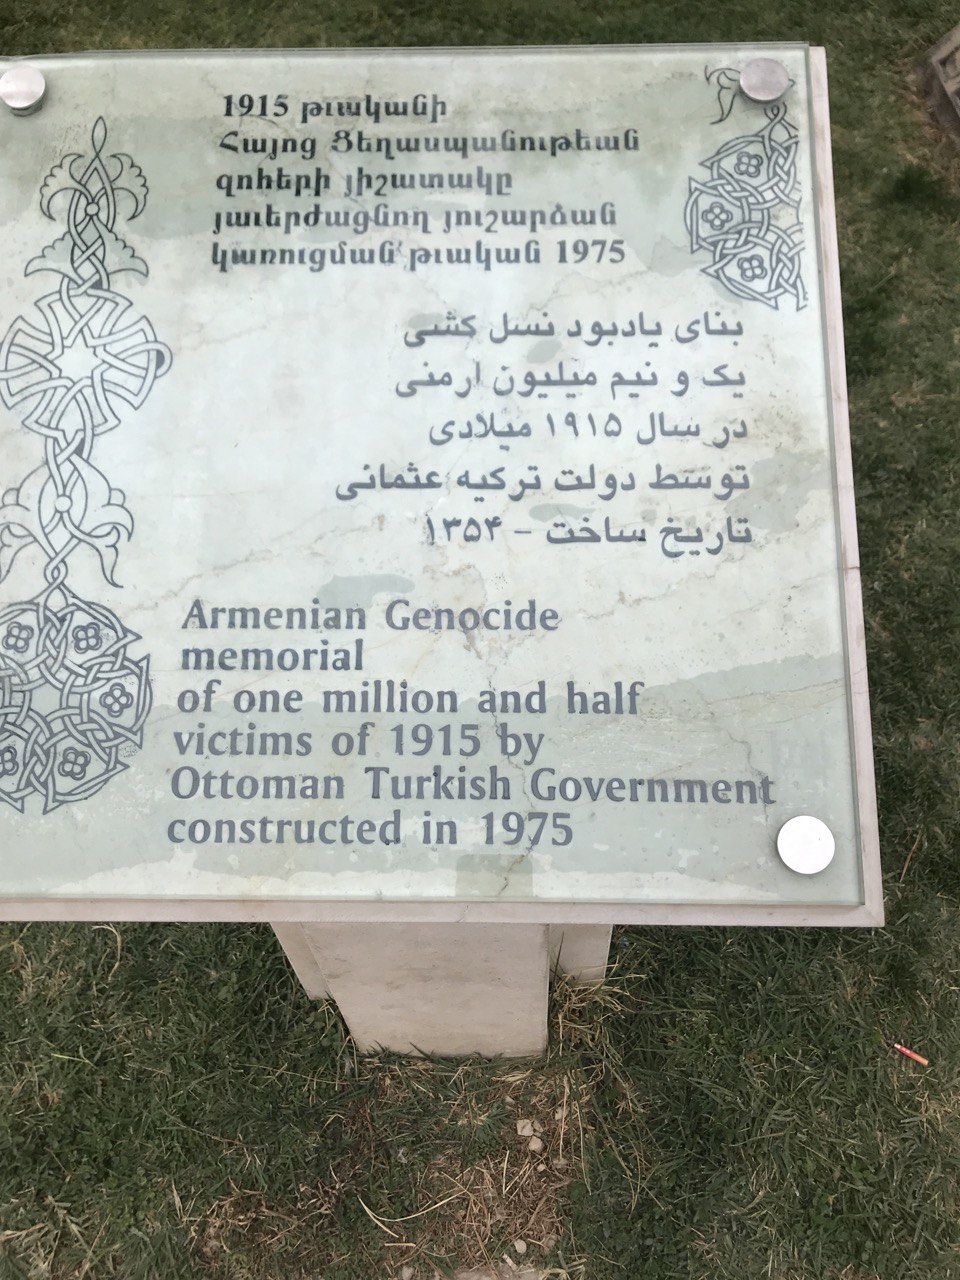 1915 թւականի
Հայոց Ցեղասպանութեան
զոհերի յիշատակը
յաւերժացնող յուշարձան
կառուցման՝ թւական 1975
بنای یادبود نسل کشی
یک و نیم میلیون ارمنی
در سال ۱۹۱۵ میلادی
توسط دولت ترکیه عثمانی
تاریخ ساخت - ۱۳۵۴
Armenian Genocide
memorial
of one million and half
victims of 1915 by
Ottoman Turkish Government
constructed in 1975